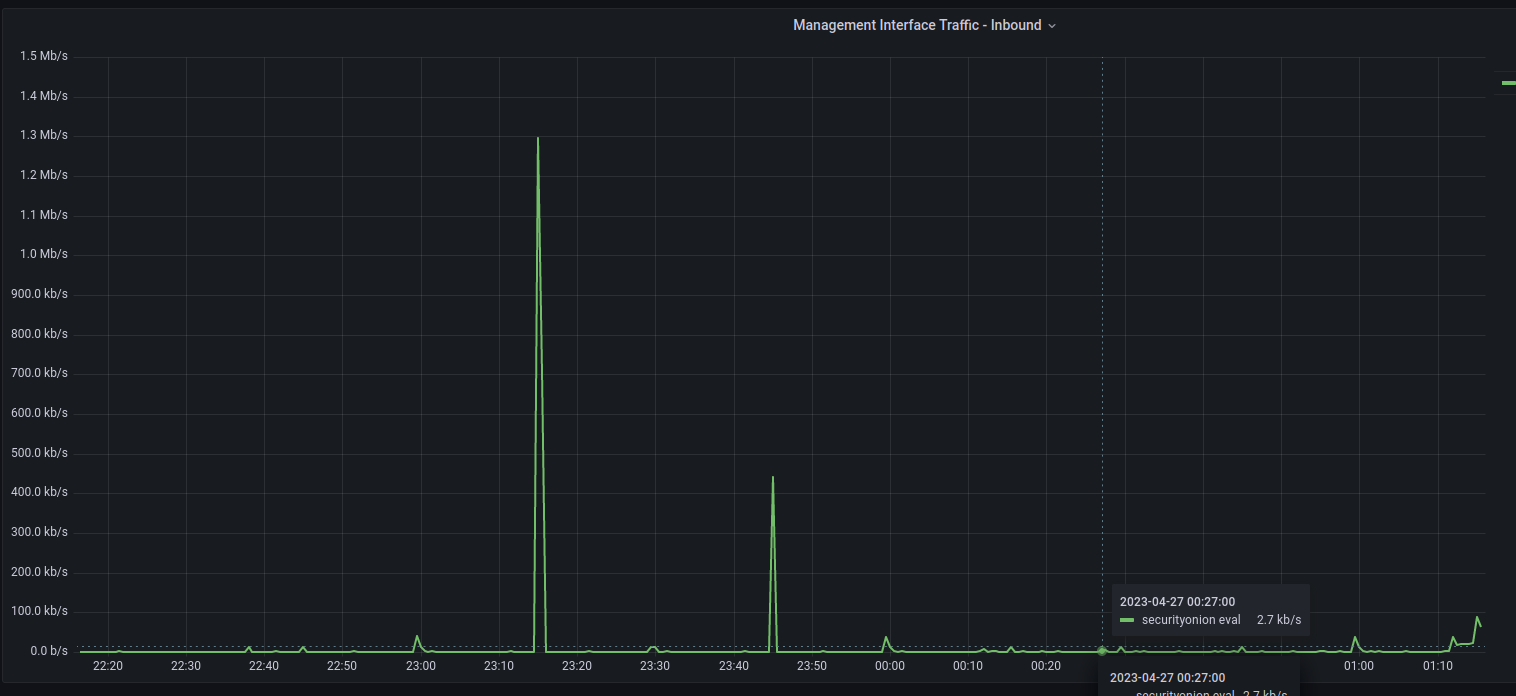 Management Interface Traffic - Inbound
1.5 Mb/s
1.4 Mb/s
1.3 Mb/s
1.2 Mb/s
1.1 Mb/s
1.0 Mb/s
900.0 kb/s
800.0 kb/s
700.0 kb/s
600.0 kb/s
500.0 kb/s
400.0 kb/s
300.0 kb/s
200.0 kb/s
100.0 kb/s
0.0 b/s
22:20 22:30 22:40 22:50 23:00 23:10 23:20 23:30 23:40 23:50 00:00 00:10 00:20 01:00 01:10
2023-04-27 00:27:00
securityonion eval 2.7 kb/s
2023-04-27 00:27:00
securityonion eval 2.7 kb/s